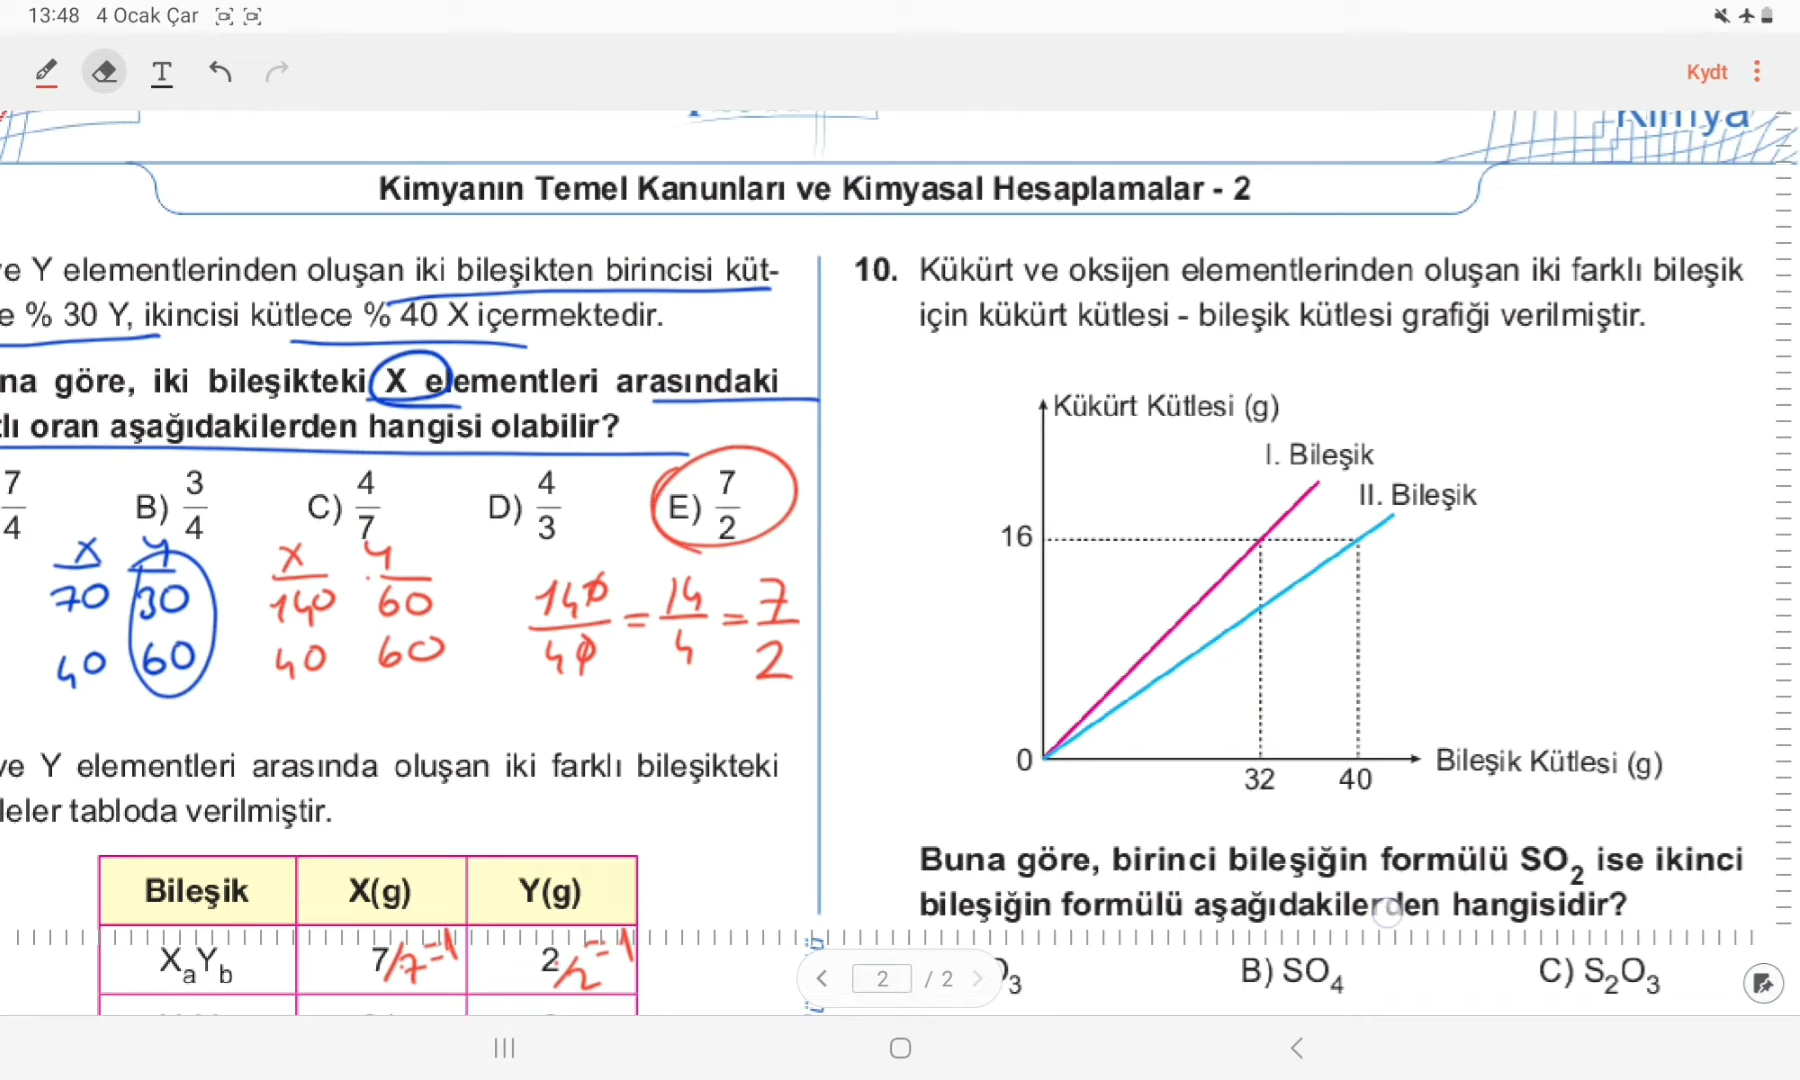 13:48 4 Ocak Çar
Kydt
Kimya
Kimyanın Temel Kanunları ve Kimyasal Hesaplamalar - 2
ve Y elementlerinden oluşan iki bileşikten birincisi küt-
e % 30 Y, ikincisi kütlece % 40 X içermektedir.
na göre, iki bileşikteki X elementleri arasındaki
lı oran aşağıdakilerden hangisi olabilir?
7/4 B) 3/4 C) 4/7 D) 4/3 E) 7/2
x y
70 30
40 60
x y
140 60
40 60
140/40 = 14/4 = 7/2
ve Y elementleri arasında oluşan iki farklı bileşikteki
leler tabloda verilmiştir.
Bileşik X(g) Y(g)
XaYb 7/7=1 2/2=1
10. Kükürt ve oksijen elementlerinden oluşan iki farklı bileşik
için kükürt kütlesi - bileşik kütlesi grafiği verilmiştir.
Kükürt Kütlesi (g)
I. Bileşik
II. Bileşik
16
0
32 40
Bileşik Kütlesi (g)
Buna göre, birinci bileşiğin formülü SO₂ ise ikinci
bileşiğin formülü aşağıdakilerden hangisidir?
O₃ B) SO₄ C) S₂O₃
2 / 2